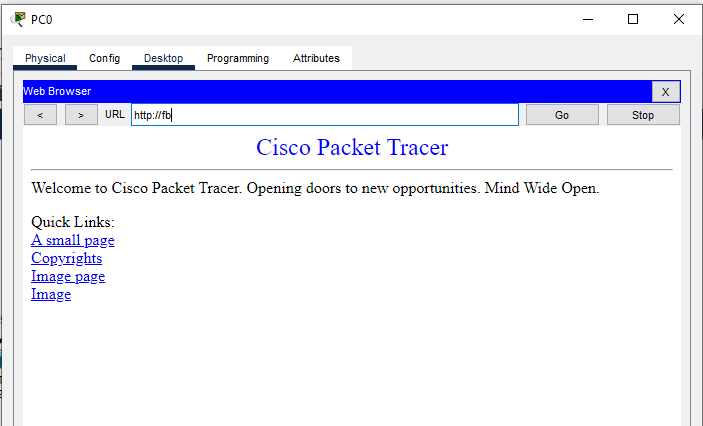 PC0
Physical Config Desktop Programming Attributes
Web Browser X
< > URL http://fb Go Stop
Cisco Packet Tracer
Welcome to Cisco Packet Tracer. Opening doors to new opportunities. Mind Wide Open.
Quick Links:
A small page
Copyrights
Image page
Image